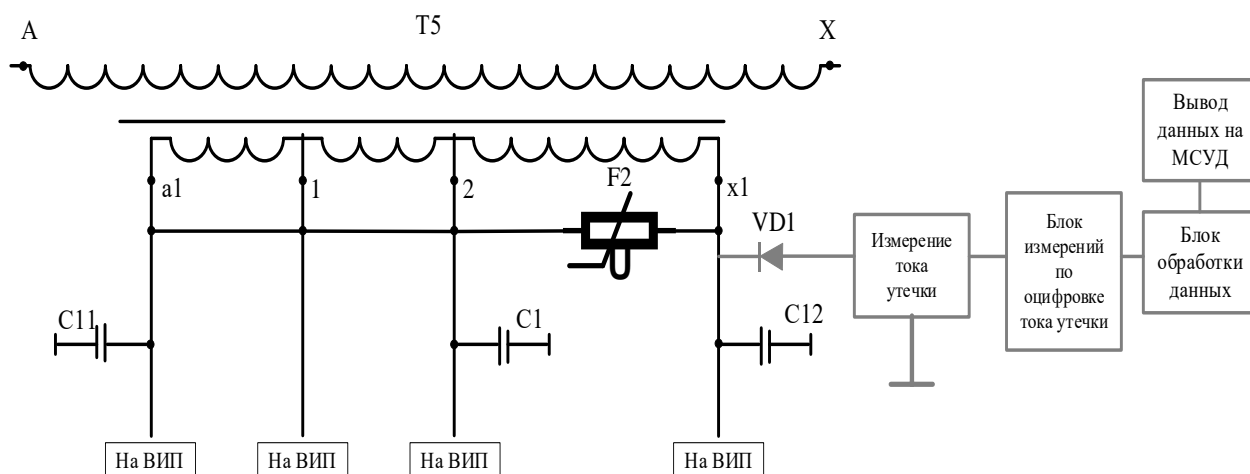 A
T5
X
a1
1
2
F2
x1
VD1
C11
C1
C12
На ВИП
На ВИП
На ВИП
На ВИП
Измерение
тока
утечки
Блок
измерений
по
оцифровке
тока утечки
Вывод
данных на
МСУД
Блок
обработки
данных